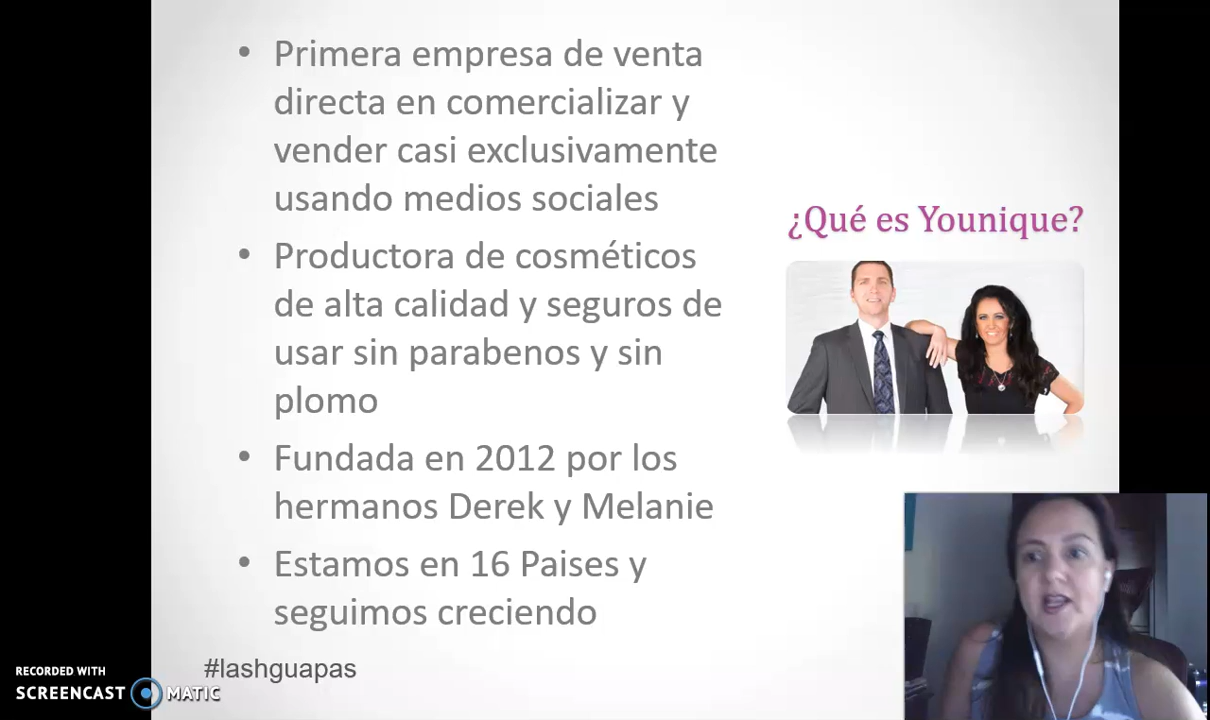 Primera empresa de venta
directa en comercializar y
vender casi exclusivamente
usando medios sociales
Productora de cosméticos
de alta calidad y seguros de
usar sin parabenos y sin
plomo
Fundada en 2012 por los
hermanos Derek y Melanie
Estamos en 16 Paises y
seguimos creciendo
¿Qué es Younique?
#lashguapas
RECORDED WITH
SCREENCAST MATIC